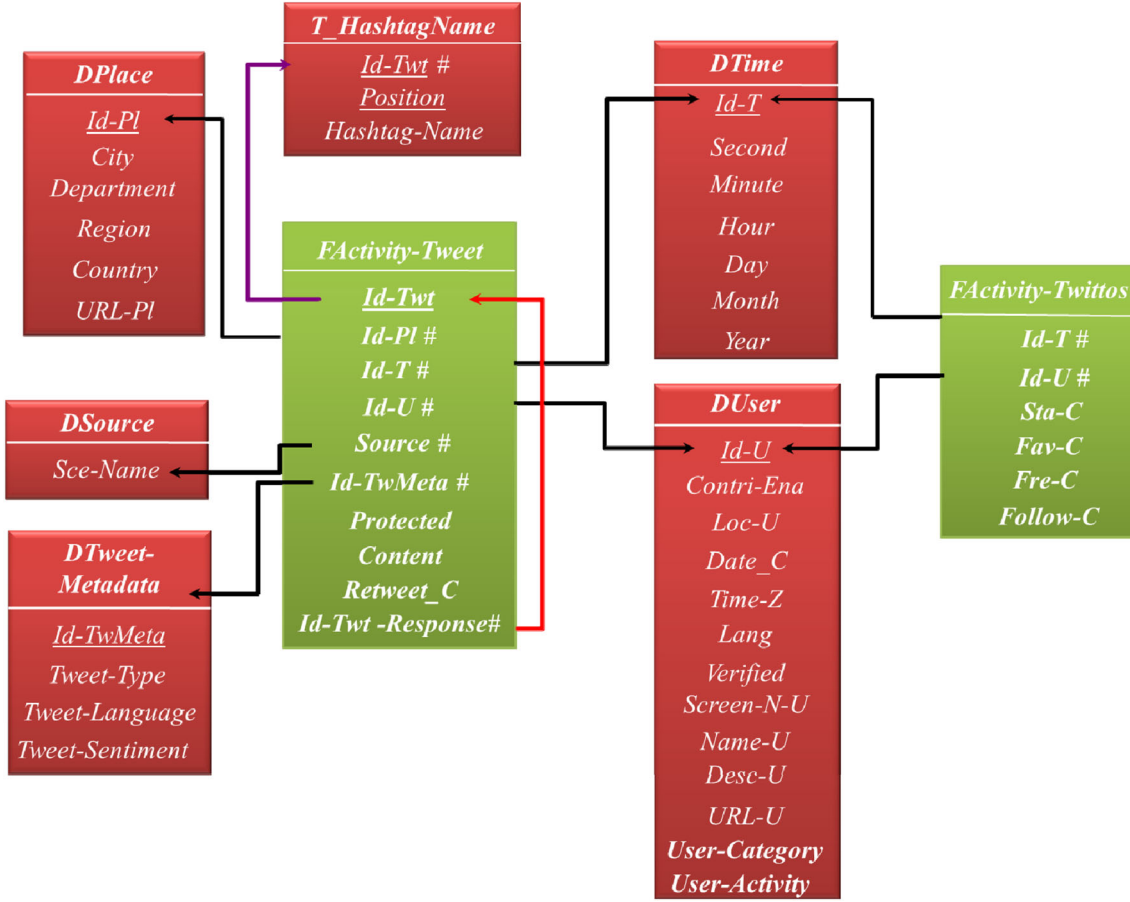 T_HashtagName
Id-Twt #
Position
Hashtag-Name
DPlace
Id-Pl
City
Department
Region
Country
URL-Pl
DTime
Id-T
Second
Minute
Hour
Day
Month
Year
FActivity-Tweet
Id-Twt
Id-Pl #
Id-T #
Id-U #
Source #
Id-TwMeta #
Protected
Content
Retweet_C
Id-Twt -Response#
FActivity-Twittos
Id-T #
Id-U #
Sta-C
Fav-C
Fre-C
Follow-C
DSource
Sce-Name
DUser
Id-U
Contri-Ena
Loc-U
Date_C
Time-Z
Lang
Verified
Screen-N-U
Name-U
Desc-U
URL-U
User-Category
User-Activity
DTweet-
Metadata
Id-TwMeta
Tweet-Type
Tweet-Language
Tweet-Sentiment